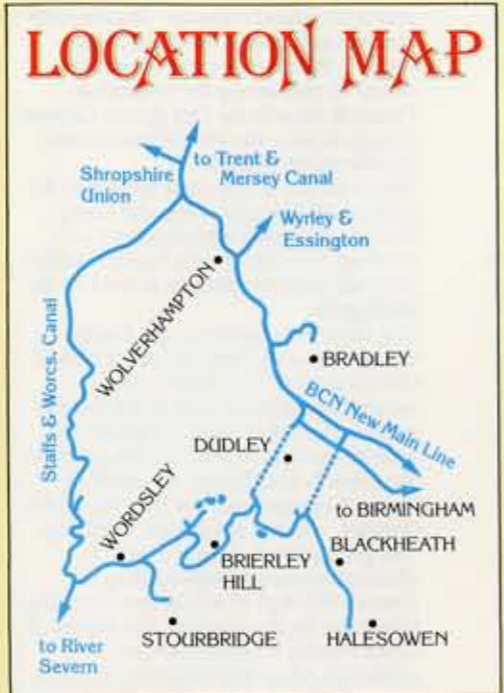 LOCATION MAP
to Trent &
Mersey Canal
Shropshire
Union
Wyrley &
Essington
WOLVERHAMPTON
Staffs & Worcs. Canal
BRADLEY
BCN New Main Line
DUDLEY
WORDSLEY
to BIRMINGHAM
BLACKHEATH
BRIERLEY
HILL
to River
Severn
STOURBRIDGE
HALESOWEN